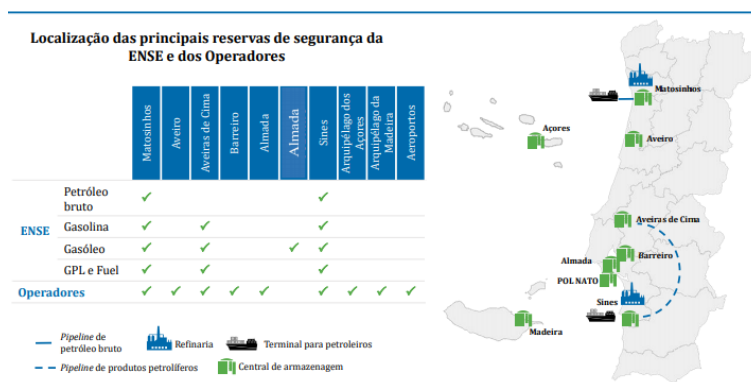 Localização das principais reservas de segurança da
ENSE e dos Operadores
Matosinhos
Aveiro
Aveiras de Cima
Barreiro
Almada
Almada
Sines
Arquipélago dos
Açores
Arquipélago da
Madeira
Aeroportos
ENSE
Petróleo
bruto
✓ ✓
Gasolina ✓ ✓ ✓
Gasóleo ✓ ✓ ✓ ✓
GPL e Fuel ✓ ✓ ✓
Operadores ✓ ✓ ✓ ✓ ✓ ✓ ✓ ✓ ✓
Pipeline de
petróleo bruto
Refinaria
Terminal para petroleiros
Pipeline de produtos petrolíferos
Central de armazenagem
Matosinhos
Açores
Aveiro
Aveiras de Cima
Barreiro
Almada
POL NATO
Sines
Madeira